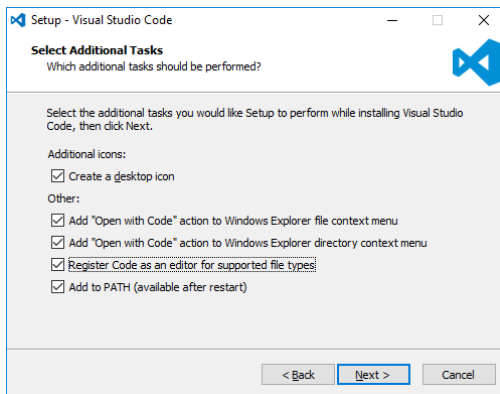 Setup - Visual Studio Code
Select Additional Tasks
Which additional tasks should be performed?
Select the additional tasks you would like Setup to perform while installing Visual Studio
Code, then click Next.
Additional icons:
Create a desktop icon
Other:
Add "Open with Code" action to Windows Explorer file context menu
Add "Open with Code" action to Windows Explorer directory context menu
Register Code as an editor for supported file types
Add to PATH (available after restart)
< Back Next > Cancel